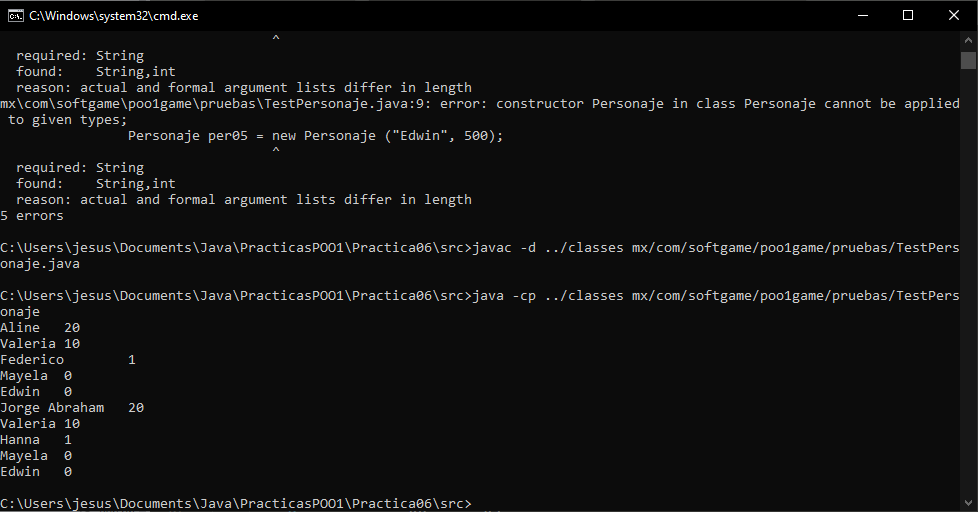 C:\Windows\system32\cmd.exe
^
required: String
found:    String,int
reason: actual and formal argument lists differ in length
mx\com\softgame\poo1game\pruebas\TestPersonaje.java:9: error: constructor Personaje in class Personaje cannot be applied
 to given types;
Personaje per05 = new Personaje ("Edwin", 500);
^
required: String
found:    String,int
reason: actual and formal argument lists differ in length
5 errors
C:\Users\jesus\Documents\Java\PracticasPOO1\Practica06\src>javac -d ../classes mx/com/softgame/poo1game/pruebas/TestPers
onaje.java
C:\Users\jesus\Documents\Java\PracticasPOO1\Practica06\src>java -cp ../classes mx/com/softgame/poo1game/pruebas/TestPers
onaje
Aline   20
Valeria 10
Federico        1
Mayela  0
Edwin   0
Jorge Abraham   20
Valeria 10
Hanna   1
Mayela  0
Edwin   0
C:\Users\jesus\Documents\Java\PracticasPOO1\Practica06\src>